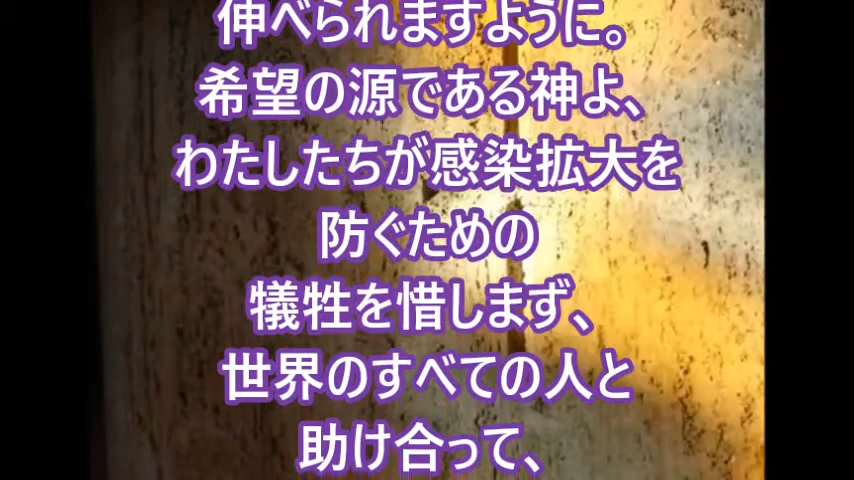 伸べられますように。
希望の源である神よ、
わたしたちが感染拡大を
防ぐための
犠牲を惜しまず、
世界のすべての人と
助け合って、